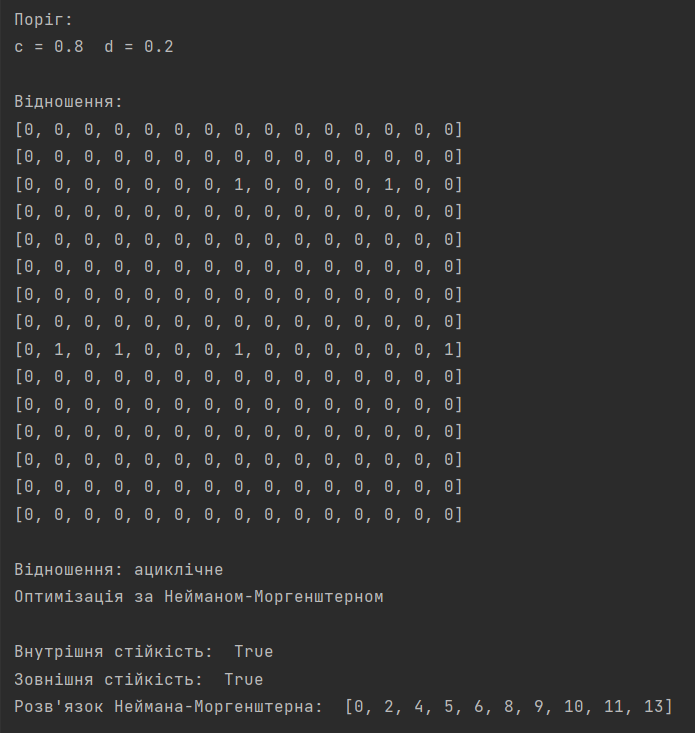 Поріг:
c = 0.8  d = 0.2
Відношення:
[0, 0, 0, 0, 0, 0, 0, 0, 0, 0, 0, 0, 0, 0, 0]
[0, 0, 0, 0, 0, 0, 0, 0, 0, 0, 0, 0, 0, 0, 0]
[0, 0, 0, 0, 0, 0, 0, 1, 0, 0, 0, 0, 1, 0, 0]
[0, 0, 0, 0, 0, 0, 0, 0, 0, 0, 0, 0, 0, 0, 0]
[0, 0, 0, 0, 0, 0, 0, 0, 0, 0, 0, 0, 0, 0, 0]
[0, 0, 0, 0, 0, 0, 0, 0, 0, 0, 0, 0, 0, 0, 0]
[0, 0, 0, 0, 0, 0, 0, 0, 0, 0, 0, 0, 0, 0, 0]
[0, 0, 0, 0, 0, 0, 0, 0, 0, 0, 0, 0, 0, 0, 0]
[0, 1, 0, 1, 0, 0, 0, 1, 0, 0, 0, 0, 0, 0, 1]
[0, 0, 0, 0, 0, 0, 0, 0, 0, 0, 0, 0, 0, 0, 0]
[0, 0, 0, 0, 0, 0, 0, 0, 0, 0, 0, 0, 0, 0, 0]
[0, 0, 0, 0, 0, 0, 0, 0, 0, 0, 0, 0, 0, 0, 0]
[0, 0, 0, 0, 0, 0, 0, 0, 0, 0, 0, 0, 0, 0, 0]
[0, 0, 0, 0, 0, 0, 0, 0, 0, 0, 0, 0, 0, 0, 0]
[0, 0, 0, 0, 0, 0, 0, 0, 0, 0, 0, 0, 0, 0, 0]
Відношення: ациклічне
Оптимізація за Нейманом-Моргенштерном
Внутрішня стійкість:  True
Зовнішня стійкість:  True
Розв'язок Неймана-Моргенштерна:  [0, 2, 4, 5, 6, 8, 9, 10, 11, 13]